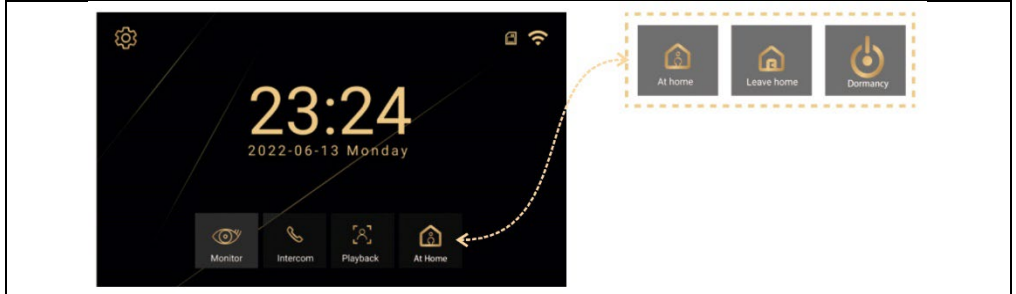 23:24
2022-06-13 Monday
Monitor
Intercom
Playback
At Home
At home
Leave home
Dormancy